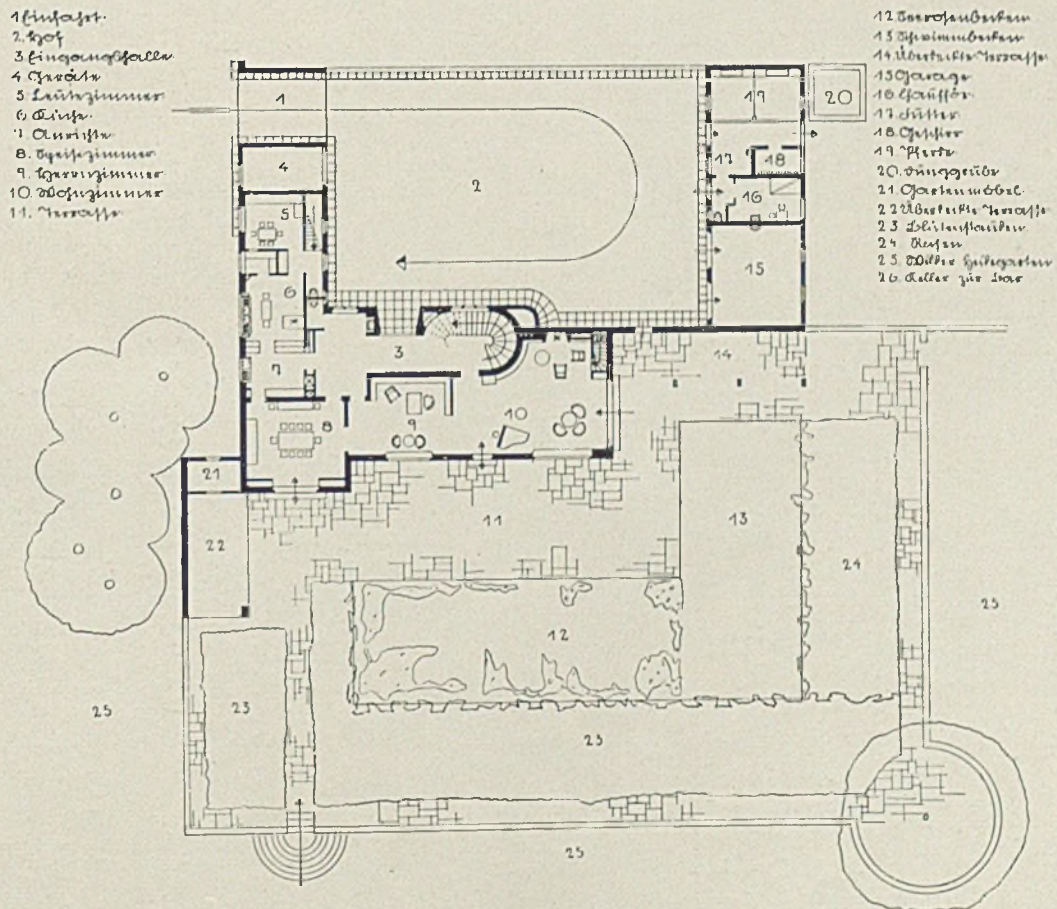 1 Einfahrt.
2. Hof
3. Eingangshalle.
4 Geräte
5. Leutezimmer
6. Küche.
7 Anrichte
8. Speisezimmer
9. Herrenzimmer
10. Wohnzimmer
11. Terrasse
12. Seerosenbecken
13 Schwimmbecken
14. Überdeckte Terrasse
15 Garage
16 Chaufför.
17. Futter
18. Geschirr
19. Pferde
20. Dunggrube
21. Gartenmöbel.
22 Überdeckte Terrasse
23 Blütenstauden
24 Rasen
25. Wilder Heidegarten
26. Keller zur Bar
1
2
3
4
5
6
7
8
9
10
11
12
13
14
15
16
17
18
19
20
21
22
23
24
25
23
25
25